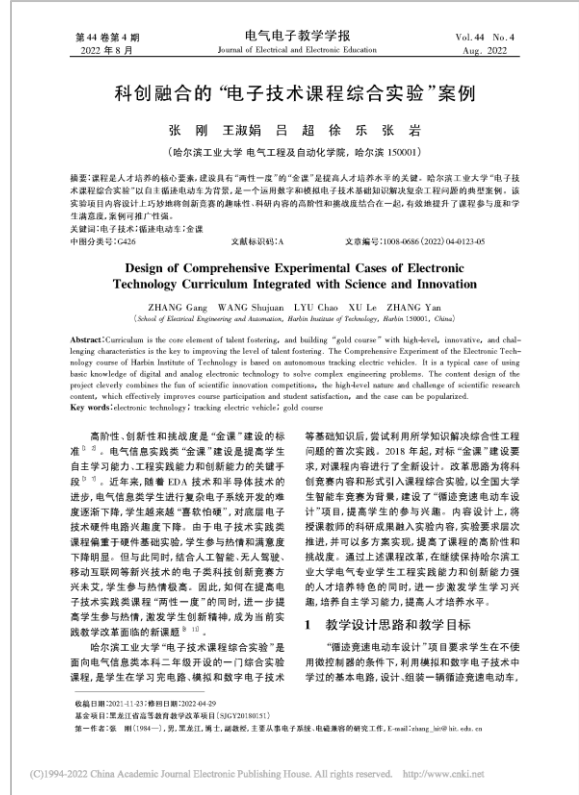 第 44 卷第 4 期
电气电子教学学报
Vol. 44 No. 4
2022 年 8 月
Journal of Electrical and Electronic Education
Aug. 2022
科创融合的“电子技术课程综合实验”案例
张 刚 王淑娟 吕 超 徐 乐 张 岩
(哈尔滨工业大学 电气工程及自动化学院, 哈尔滨 150001)
摘要:课程是人才培养的核心要素,建设具有“两性一度”的“金课”是提高人才培养水平的关键。哈尔滨工业大学“电子技
术课程综合实验”以自主循迹电动车为背景,是一个运用数字和模拟电子技术基础知识解决复杂工程问题的典型案例。该
实验项目内容设计上巧妙地将创新竞赛的趣味性、科研内容的高阶性和挑战度结合在一起,有效地提升了课程参与度和学
生满意度,案例可推广性强。
关键词:电子技术;循迹电动车;金课
中图分类号:G426 文献标识码:A 文章编号:1008-0686(2022)04-0123-05
Design of Comprehensive Experimental Cases of Electronic
Technology Curriculum Integrated with Science and Innovation
ZHANG Gang WANG Shujuan LYU Chao XU Le ZHANG Yan
(School of Electrical Engineering and Automation, Harbin Institute of Technology, Harbin 150001, China)
Abstract:Curriculum is the core element of talent fostering, and building “gold course” with high-level, innovative, and chal-
lenging characteristics is the key to improving the level of talent fostering. The Comprehensive Experiment of the Electronic Tech-
nology course of Harbin Institute of Technology is based on autonomous tracking electric vehicles. It is a typical case of using
basic knowledge of digital and analog electronic technology to solve complex engineering problems. The content design of the
project cleverly combines the fun of scientific innovation competitions, the high-level nature and challenge of scientific research
content, which effectively improves course participation and student satisfaction, and the case can be popularized.
Key words:electronic technology; tracking electric vehicle; gold course
高阶性、创新性和挑战度是“金课”建设的标
准。电气信息实践类“金课”建设是提高学生
自主学习能力、工程实践能力和创新能力的关键手
段。近年来,随着 EDA 技术和半导体技术的
进步,电气信息类学生进行复杂电子系统开发的难
度逐渐下降,学生越来越“喜软怕硬”,对底层电子
技术硬件电路兴趣度下降。由于电子技术实践类
课程偏重于硬件基础实验,学生参与热情和满意度
下降明显。但与此同时,结合人工智能、无人驾驶、
移动互联网等新兴技术的电子类科技创新竞赛方
兴未艾,学生参与热情极高。因此,如何在提高电
子技术实践类课程“两性一度”的同时,进一步提
高学生参与热情,激发学生创新精神,成为当前实
践教学改革面临的新课题。
哈尔滨工业大学“电子技术课程综合实验”是
面向电气信息类本科二年级开设的一门综合实验
课程,是学生在学习完电路、模拟和数字电子技术
等基础知识后,尝试利用所学知识解决综合性工程
问题的首次实践。2018 年起,对标“金课”建设要
求,对课程内容进行了全新设计。改革思路为将科
创竞赛内容和形式引入课程综合实验,以全国大学
生智能车竞赛为背景,建设了“循迹竞速电动车设
计”项目,提高学生的参与兴趣。内容设计上,将
授课教师的科研成果融入实验内容,实验要求层次
推进,并可以多方案实现,提高了课程的高阶性和
挑战度。通过上述课程改革,在继续保持哈尔滨工
业大学电气专业学生工程实践能力和创新能力强
的人才培养特色的同时,进一步激发学生学习兴
趣,培养自主学习能力,提高人才培养水平。
1 教学设计思路和教学目标
“循迹竞速电动车设计”项目要求学生在不使
用微控制器的条件下,利用模拟和数字电子技术中
学过的基本电路,设计、组装一辆循迹竞速电动车,
收稿日期:2021-11-23;修回日期:2022-04-29
基金项目:黑龙江省高等教育教学改革项目(SJGY20180151)
第一作者:张 刚(1984—),男,黑龙江,博士,副教授,主要从事电子系统、电磁兼容的研究工作,E-mail:zhang_hit@hit.edu.cn
(C)1994-2022 China Academic Journal Electronic Publishing House. All rights reserved. http://www.cnki.net